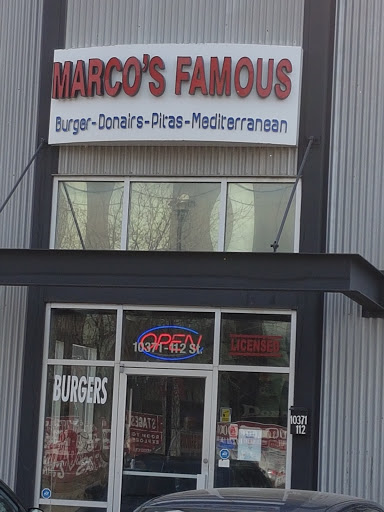 MARCO'S FAMOUS
Burger-Donairs-Pitas-Mediterranean
OPEN
10371-112 St.
LICENSED
BURGERS
10371
112